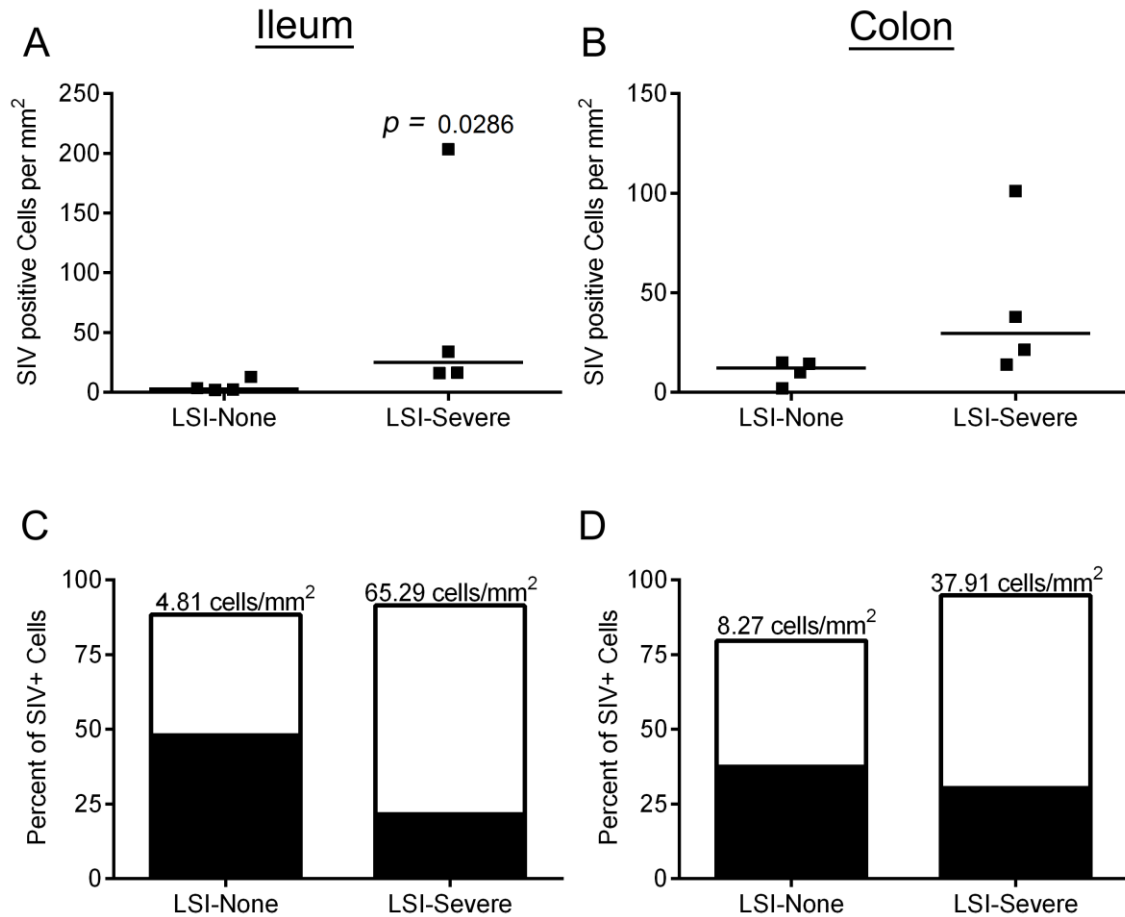 A
Ileum
SIV positive Cells per mm²
250
200
150
100
50
0
p = 0.0286
LSI-None
LSI-Severe
B
Colon
SIV positive Cells per mm²
150
100
50
0
LSI-None
LSI-Severe
C
Percent of SIV+ Cells
100
75
50
25
0
4.81 cells/mm²
65.29 cells/mm²
LSI-None
LSI-Severe
D
Percent of SIV+ Cells
100
75
50
25
0
8.27 cells/mm²
37.91 cells/mm²
LSI-None
LSI-Severe